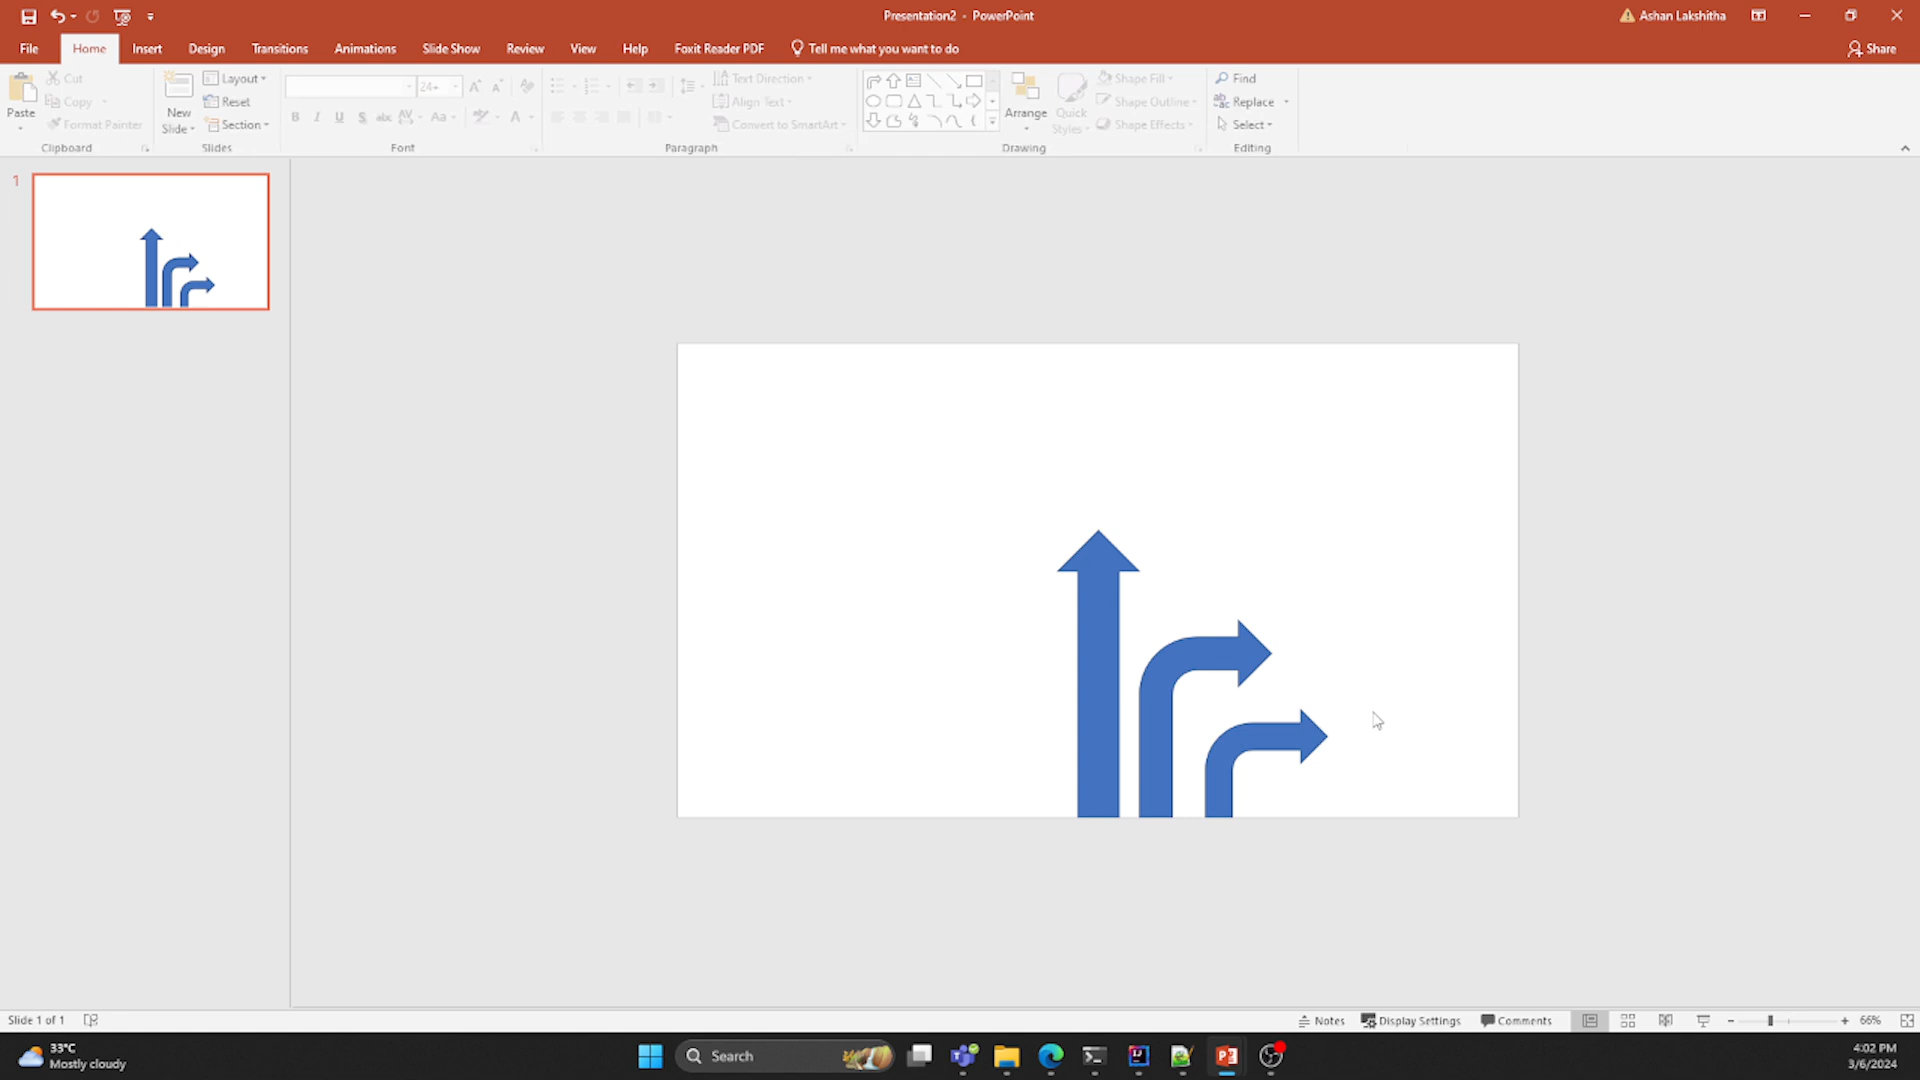 Presentation2 - PowerPoint
Ashan Lakshitha
File Home Insert Design Transitions Animations Slide Show Review View Help Foxit Reader PDF Tell me what you want to do Share
Paste
Cut
Copy
Format Painter
Clipboard
New
Slide
Layout
Reset
Section
Slides
24+
B I U S abc AV Aa A
Font
Text Direction
Align Text
Convert to SmartArt
Paragraph
Arrange
Quick
Styles
Shape Fill
Shape Outline
Shape Effects
Drawing
Find
Replace
Select
Editing
1
Slide 1 of 1
Notes Display Settings Comments 66%
33°C
Mostly cloudy
Search
4:02 PM
3/6/2024